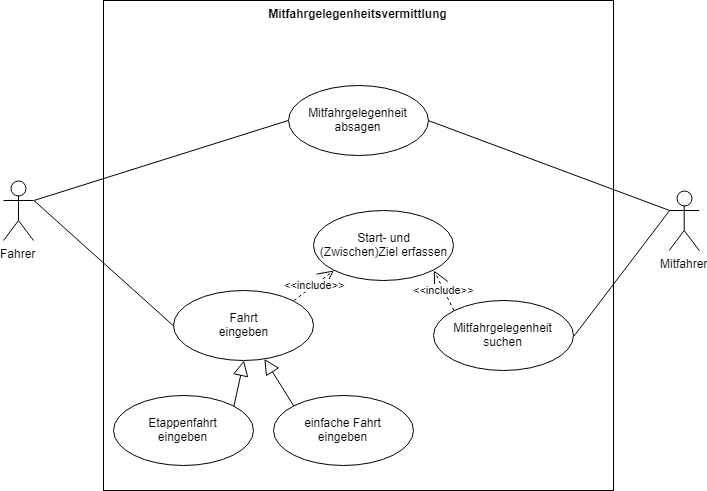 Mitfahrgelegenheitsvermittlung
Mitfahrgelegenheit
absagen
Fahrer
Mitfahrer
Start- und
(Zwischen)Ziel erfassen
<<include>>
<<include>>
Fahrt
eingeben
Mitfahrgelegenheit
suchen
Etappenfahrt
eingeben
einfache Fahrt
eingeben